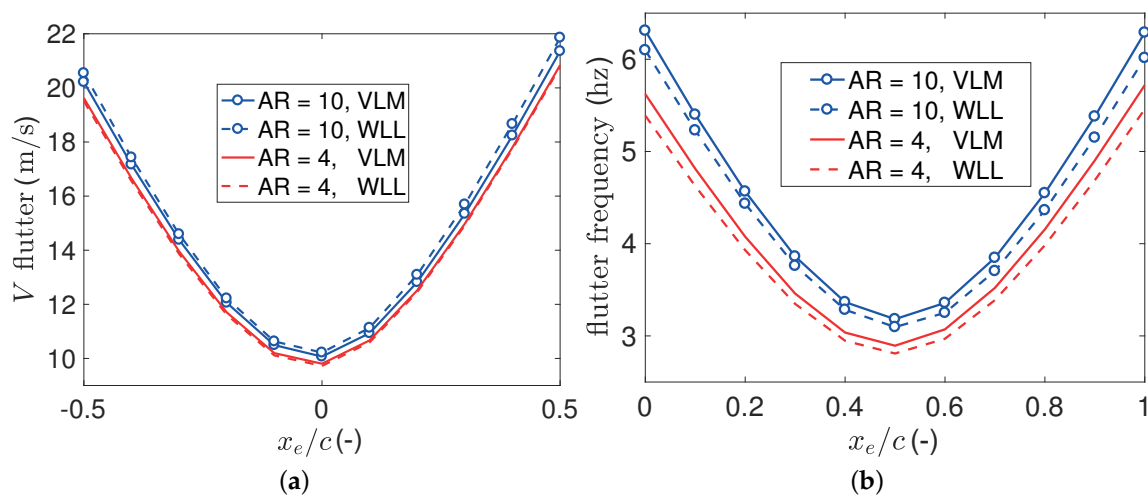 22
20
18
16
14
12
10
V flutter (m/s)
AR = 10, VLM
AR = 10, WLL
AR = 4, VLM
AR = 4, WLL
-0.5
0
0.5
x_e/c (-)
(a)
6
5
4
3
flutter frequency (hz)
AR = 10, VLM
AR = 10, WLL
AR = 4, VLM
AR = 4, WLL
0
0.2
0.4
0.6
0.8
1
x_e/c (-)
(b)